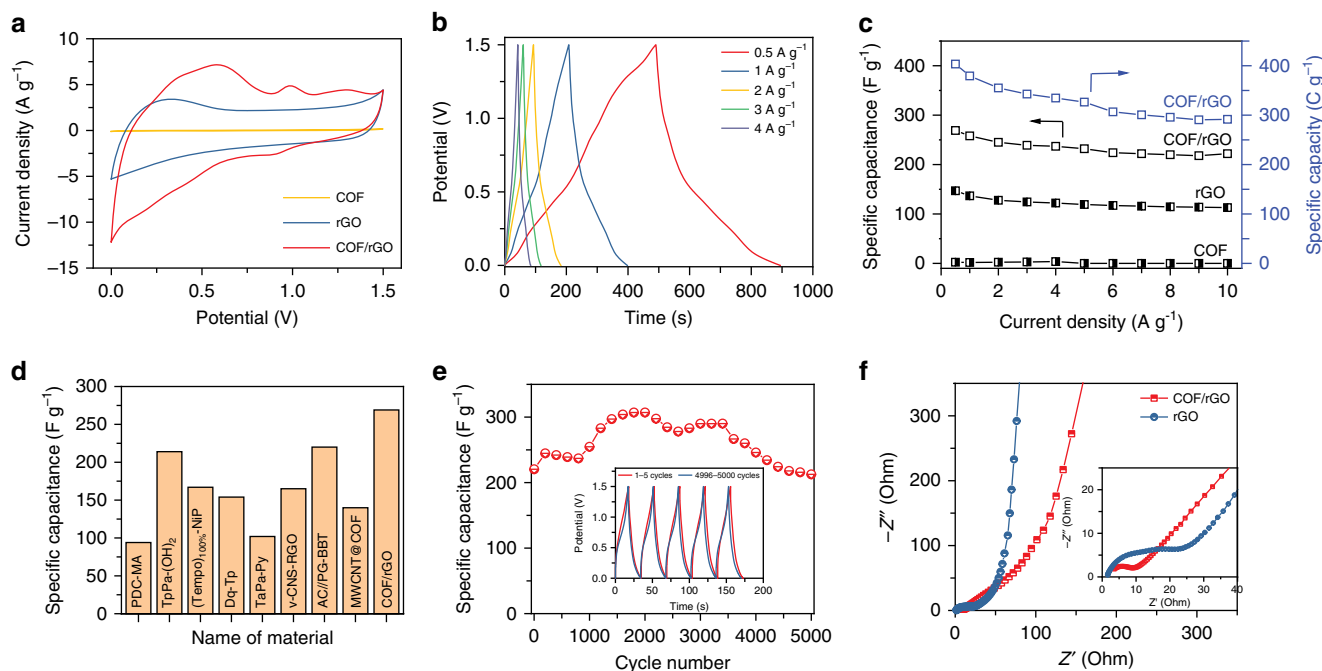 a
Current density (A g⁻¹)
10
5
0
−5
−10
−15
COF
rGO
COF/rGO
0.0
0.5
1.0
1.5
Potential (V)
b
Potential (V)
1.5
1.0
0.5
0.0
0.5 A g⁻¹
1 A g⁻¹
2 A g⁻¹
3 A g⁻¹
4 A g⁻¹
0
200
400
600
800
1000
Time (s)
c
Specific capacitance (F g⁻¹)
400
300
200
100
0
COF/rGO
COF/rGO
rGO
COF
400
300
200
100
0
Specific capacity (C g⁻¹)
0
2
4
6
8
10
Current density (A g⁻¹)
d
Specific capacitance (F g⁻¹)
300
250
200
150
100
50
0
PDC-MA
TpPa-(OH)₂
(Tempo)₁₀₀%-NiP
Dq-Tp
TaPa-Py
v-CNS-RGO
AC//PG-BBT
MWCNT@COF
COF/rGO
Name of material
e
Specific capacitance (F g⁻¹)
400
300
200
100
0
1–5 cycles
4996–5000 cycles
Potential (V)
1.5
1.0
0.5
0.0
0
50
100
150
200
Time (s)
0
1000
2000
3000
4000
5000
Cycle number
f
−Z″ (Ohm)
300
200
100
0
COF/rGO
rGO
−Z″ (Ohm)
20
10
0
0
10
20
30
40
Z′ (Ohm)
0
100
200
300
Z′ (Ohm)